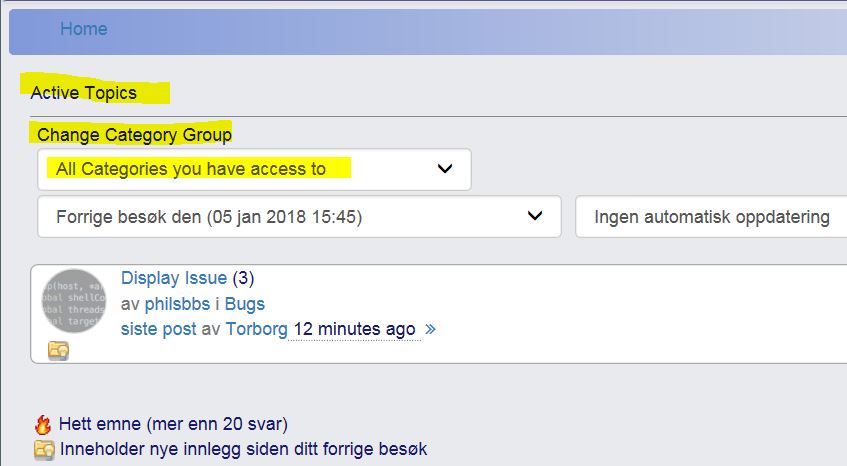 Home
Active Topics
Change Category Group
All Categories you have access to
Forrige besøk den (05 jan 2018 15:45)
Ingen automatisk oppdatering
Display Issue (3)
av philsbbs i Bugs
siste post av Torborg 12 minutes ago »
Hett emne (mer enn 20 svar)
Inneholder nye innlegg siden ditt forrige besøk